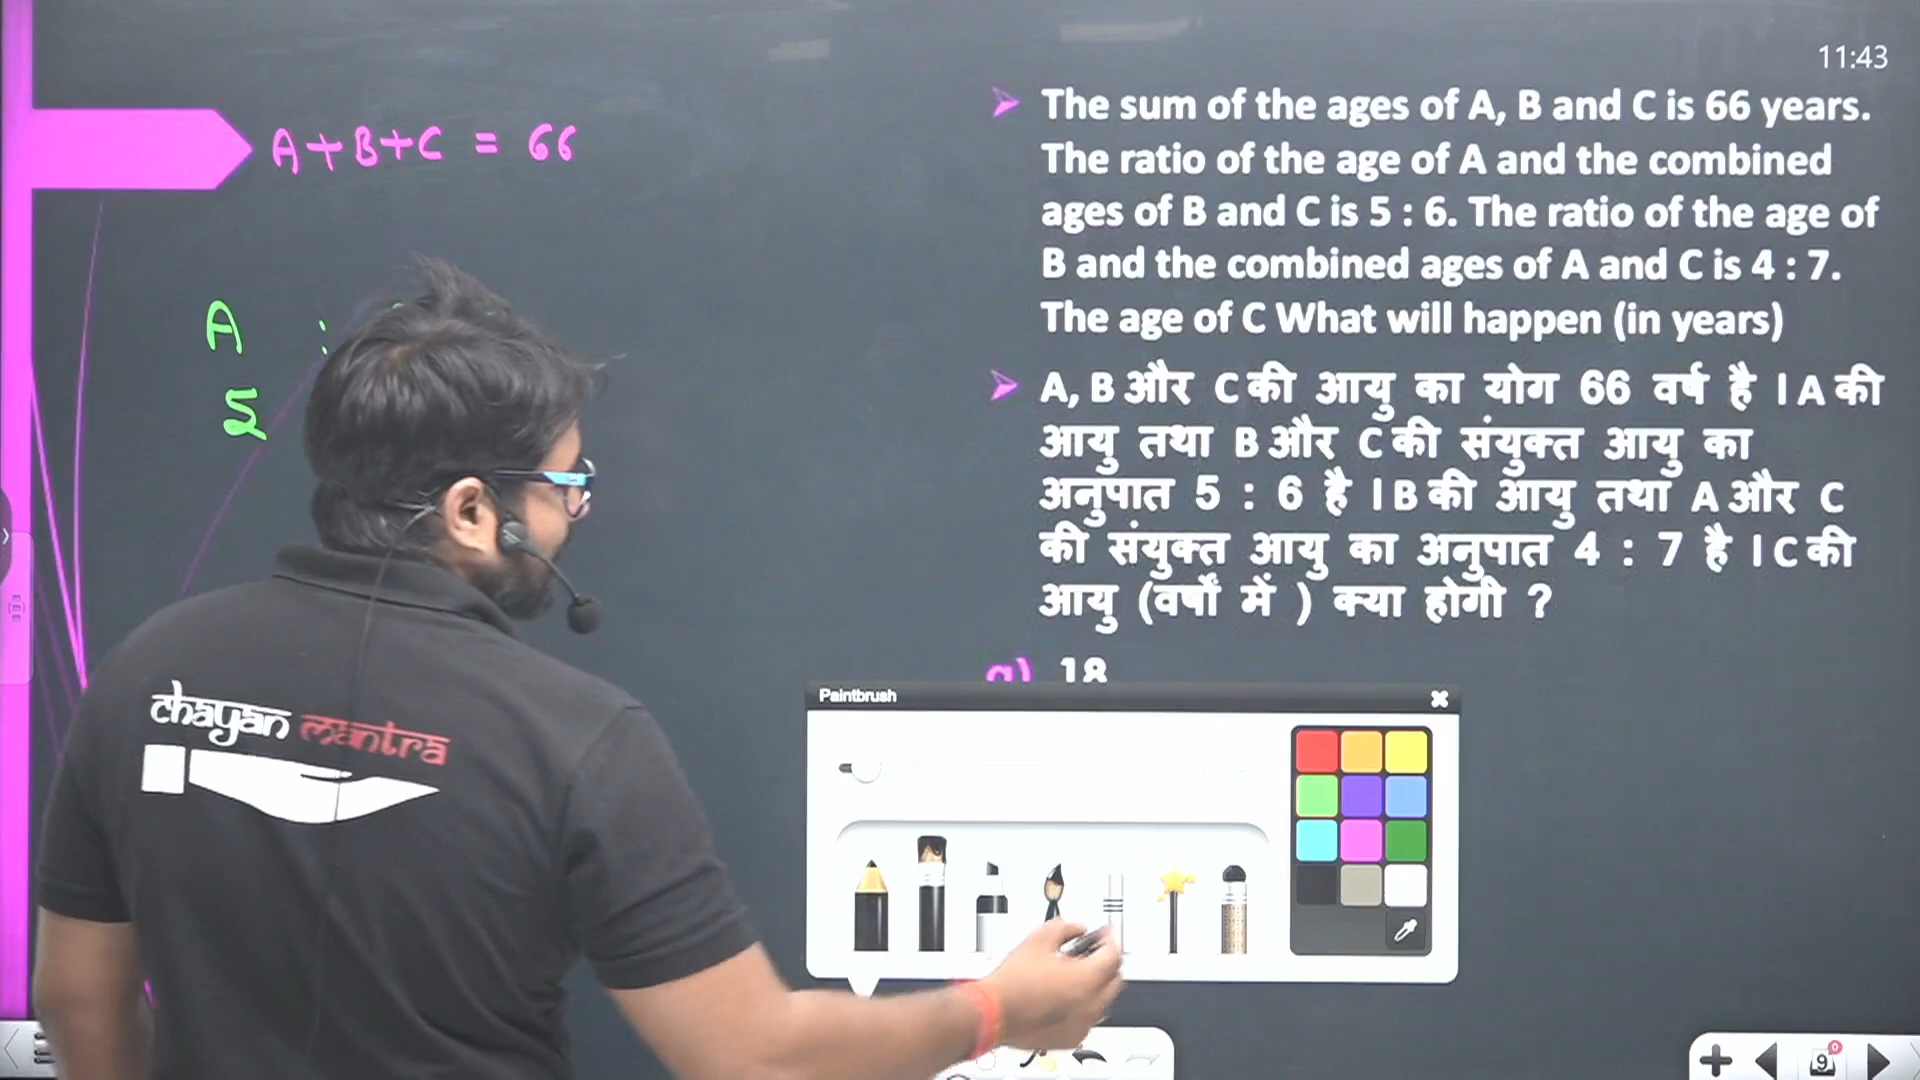 11:43
A+B+C = 66
A :
5
➤ The sum of the ages of A, B and C is 66 years.
The ratio of the age of A and the combined
ages of B and C is 5 : 6. The ratio of the age of
B and the combined ages of A and C is 4 : 7.
The age of C What will happen (in years)
➤ A, B और C की आयु का योग 66 वर्ष है । A की
आयु तथा B और C की संयुक्त आयु का
अनुपात 5 : 6 है । B की आयु तथा A और C
की संयुक्त आयु का अनुपात 4 : 7 है । C की
आयु (वर्षों में ) क्या होगी ?
a) 18
Paintbrush
chayan mantra
9
0